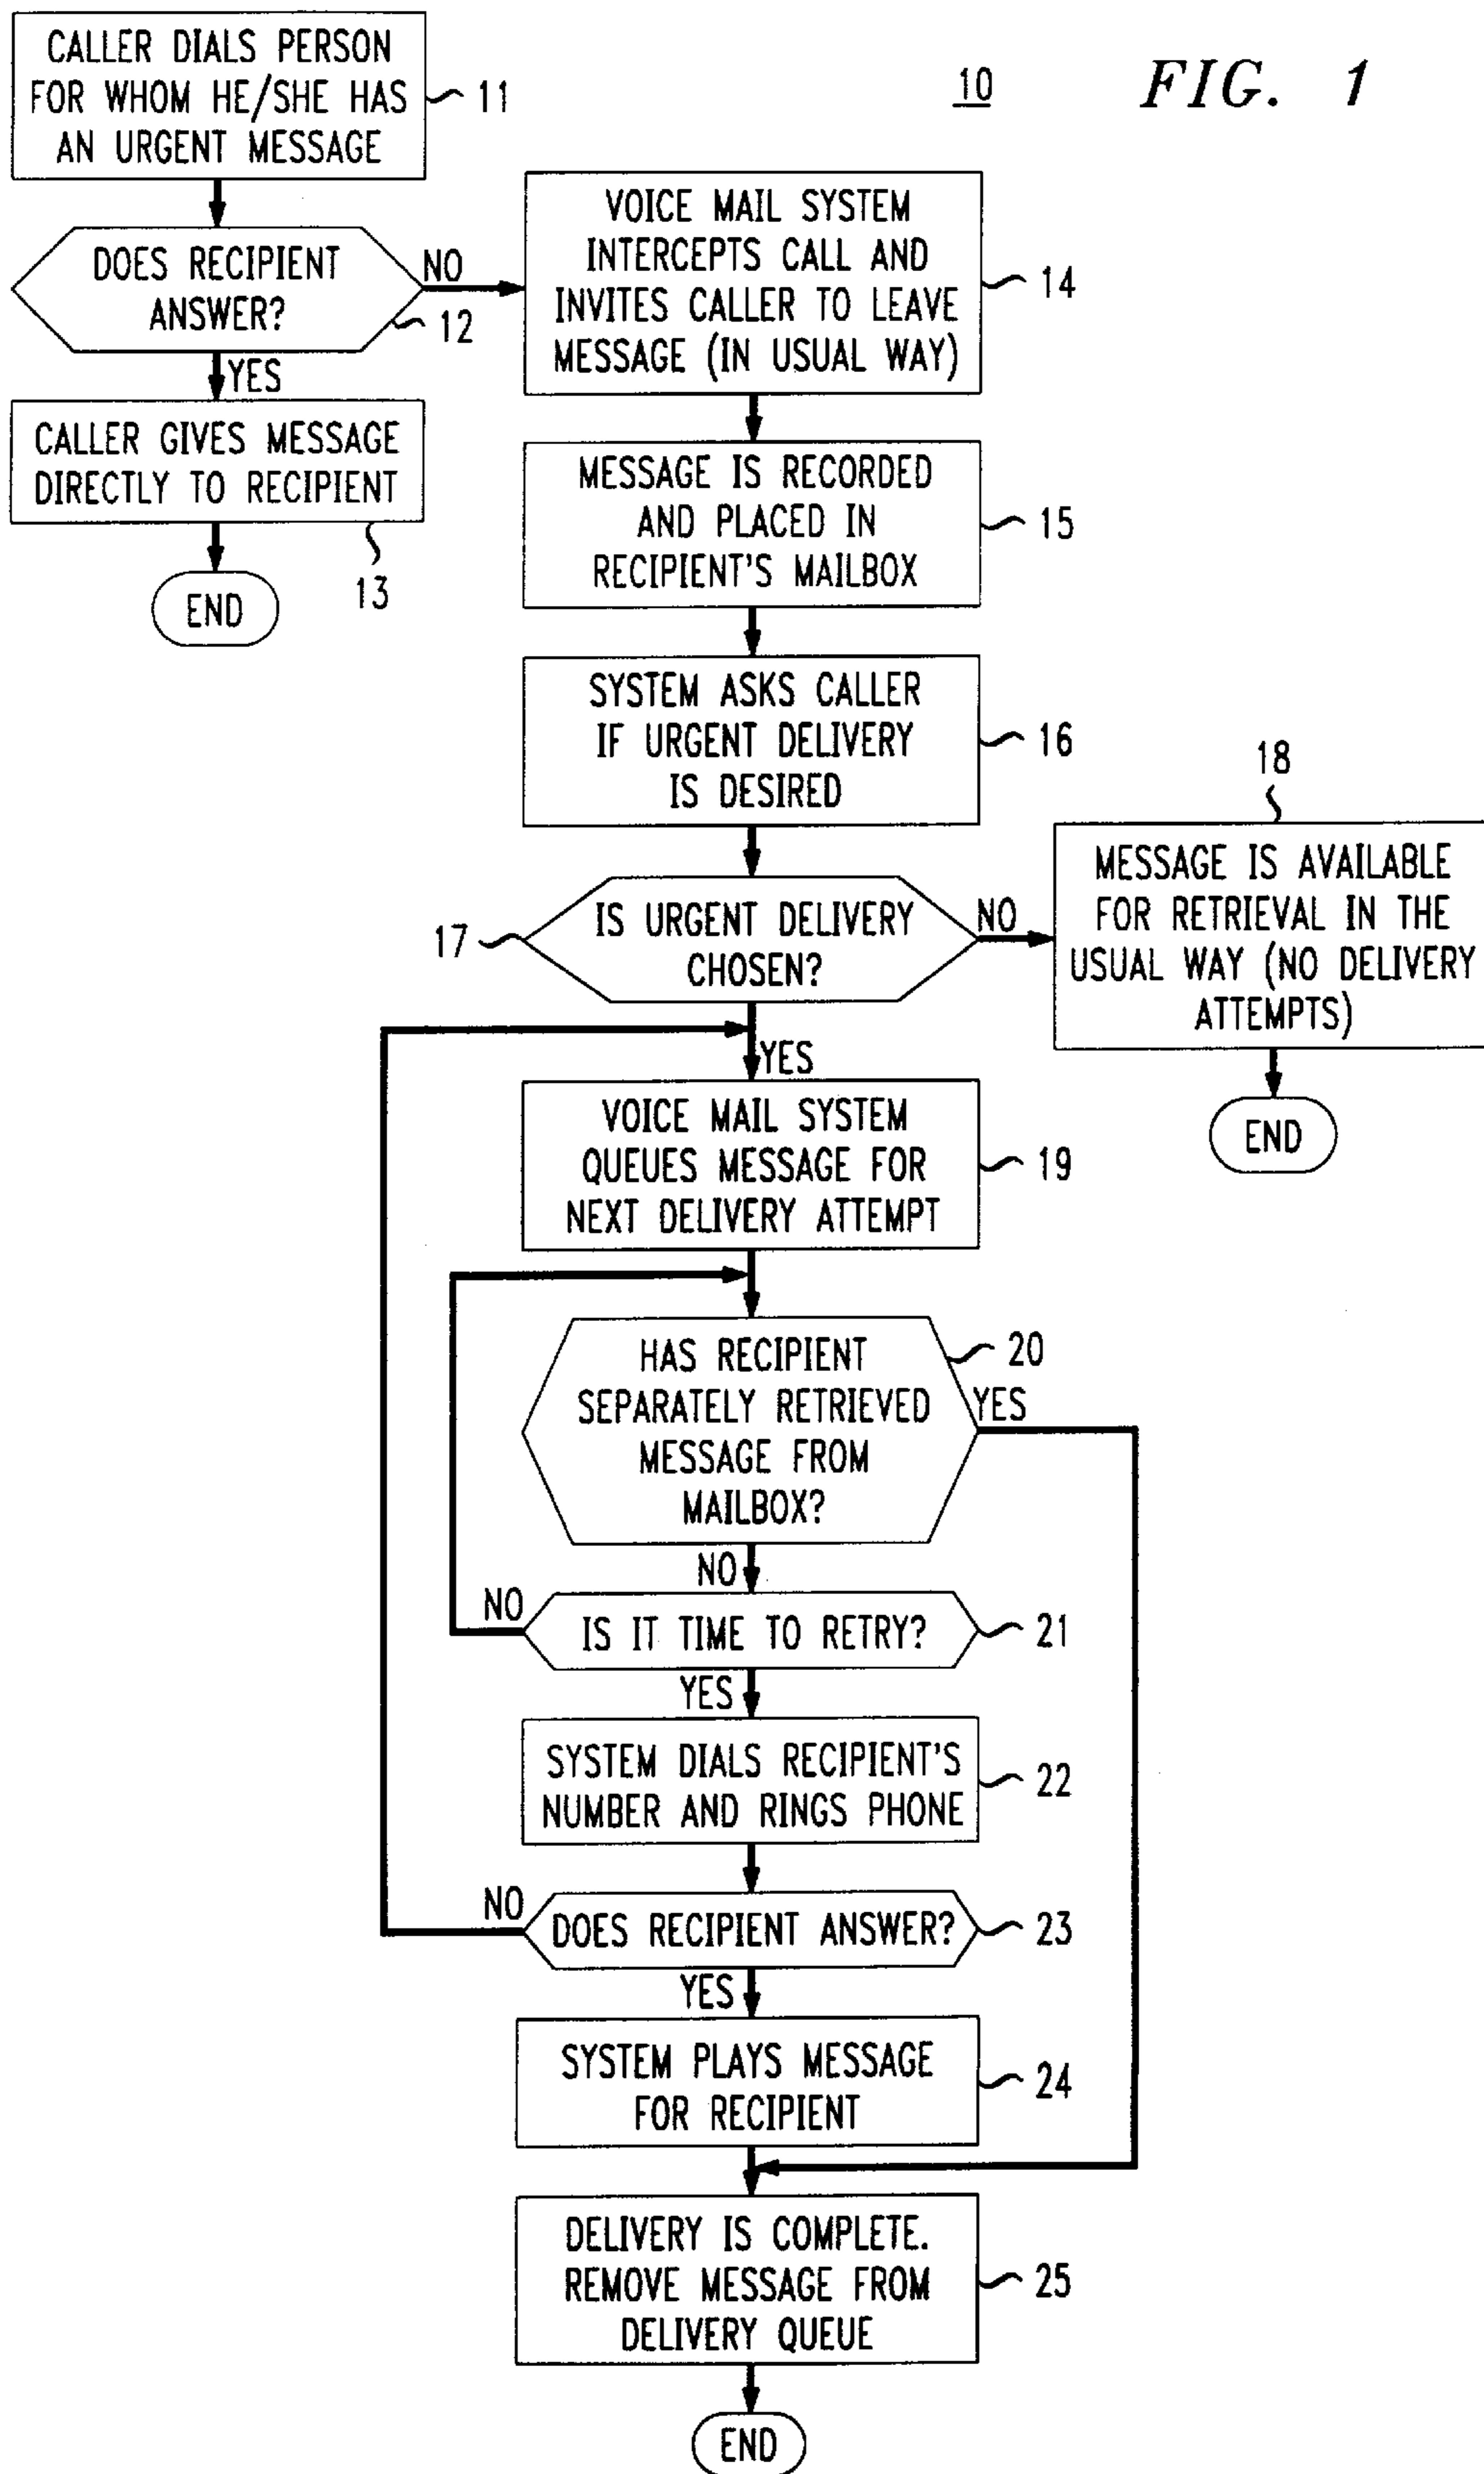 10
FIG. 1
CALLER DIALS PERSON
FOR WHOM HE/SHE HAS
AN URGENT MESSAGE
11
DOES RECIPIENT
ANSWER?
12
NO
YES
CALLER GIVES MESSAGE
DIRECTLY TO RECIPIENT
13
END
VOICE MAIL SYSTEM
INTERCEPTS CALL AND
INVITES CALLER TO LEAVE
MESSAGE (IN USUAL WAY)
14
MESSAGE IS RECORDED
AND PLACED IN
RECIPIENT'S MAILBOX
15
SYSTEM ASKS CALLER
IF URGENT DELIVERY
IS DESIRED
16
17
IS URGENT DELIVERY
CHOSEN?
NO
18
MESSAGE IS AVAILABLE
FOR RETRIEVAL IN THE
USUAL WAY (NO DELIVERY
ATTEMPTS)
END
YES
VOICE MAIL SYSTEM
QUEUES MESSAGE FOR
NEXT DELIVERY ATTEMPT
19
HAS RECIPIENT
SEPARATELY RETRIEVED
MESSAGE FROM
MAILBOX?
20
YES
NO
NO
IS IT TIME TO RETRY?
21
YES
SYSTEM DIALS RECIPIENT'S
NUMBER AND RINGS PHONE
22
NO
DOES RECIPIENT ANSWER?
23
YES
SYSTEM PLAYS MESSAGE
FOR RECIPIENT
24
DELIVERY IS COMPLETE.
REMOVE MESSAGE FROM
DELIVERY QUEUE
25
END